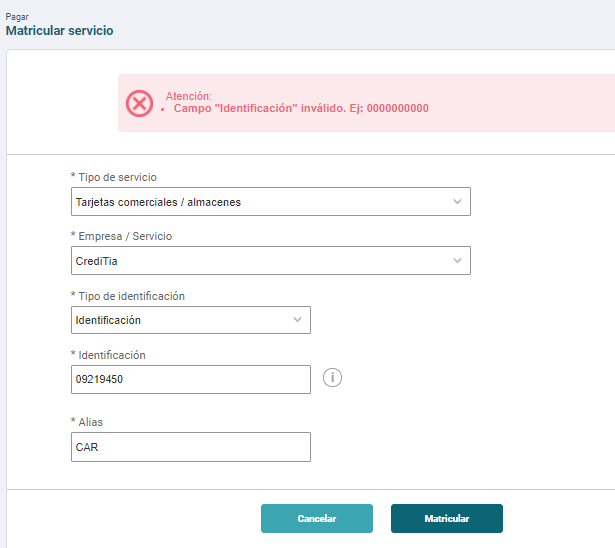 Pagar
Matricular servicio
Atención:
• Campo "Identificación" inválido. Ej: 0000000000
* Tipo de servicio
Tarjetas comerciales / almacenes
* Empresa / Servicio
CrediTia
* Tipo de identificación
Identificación
* Identificación
09219450
* Alias
CAR
Cancelar
Matricular